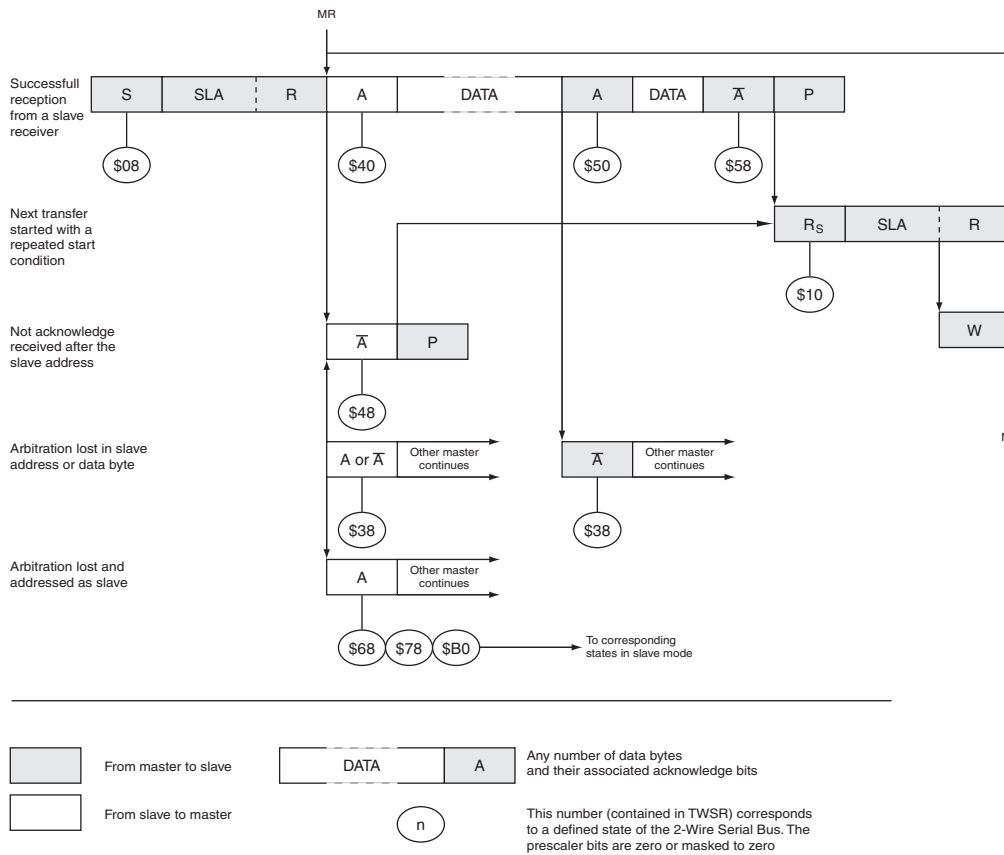 MR
Successfull
reception
from a slave
receiver
S SLA R A DATA A DATA A̅ P
$08 $40 $50 $58
Next transfer
started with a
repeated start
condition
RS SLA R
$10
W
Not acknowledge
received after the
slave address
A̅ P
$48
Arbitration lost in slave
address or data byte
A or A̅ Other master
continues
A̅ Other master
continues
$38 $38
Arbitration lost and
addressed as slave
A Other master
continues
$68 $78 $B0
To corresponding
states in slave mode
From master to slave
DATA A
Any number of data bytes
and their associated acknowledge bits
From slave to master
n
This number (contained in TWSR) corresponds
to a defined state of the 2-Wire Serial Bus. The
prescaler bits are zero or masked to zero